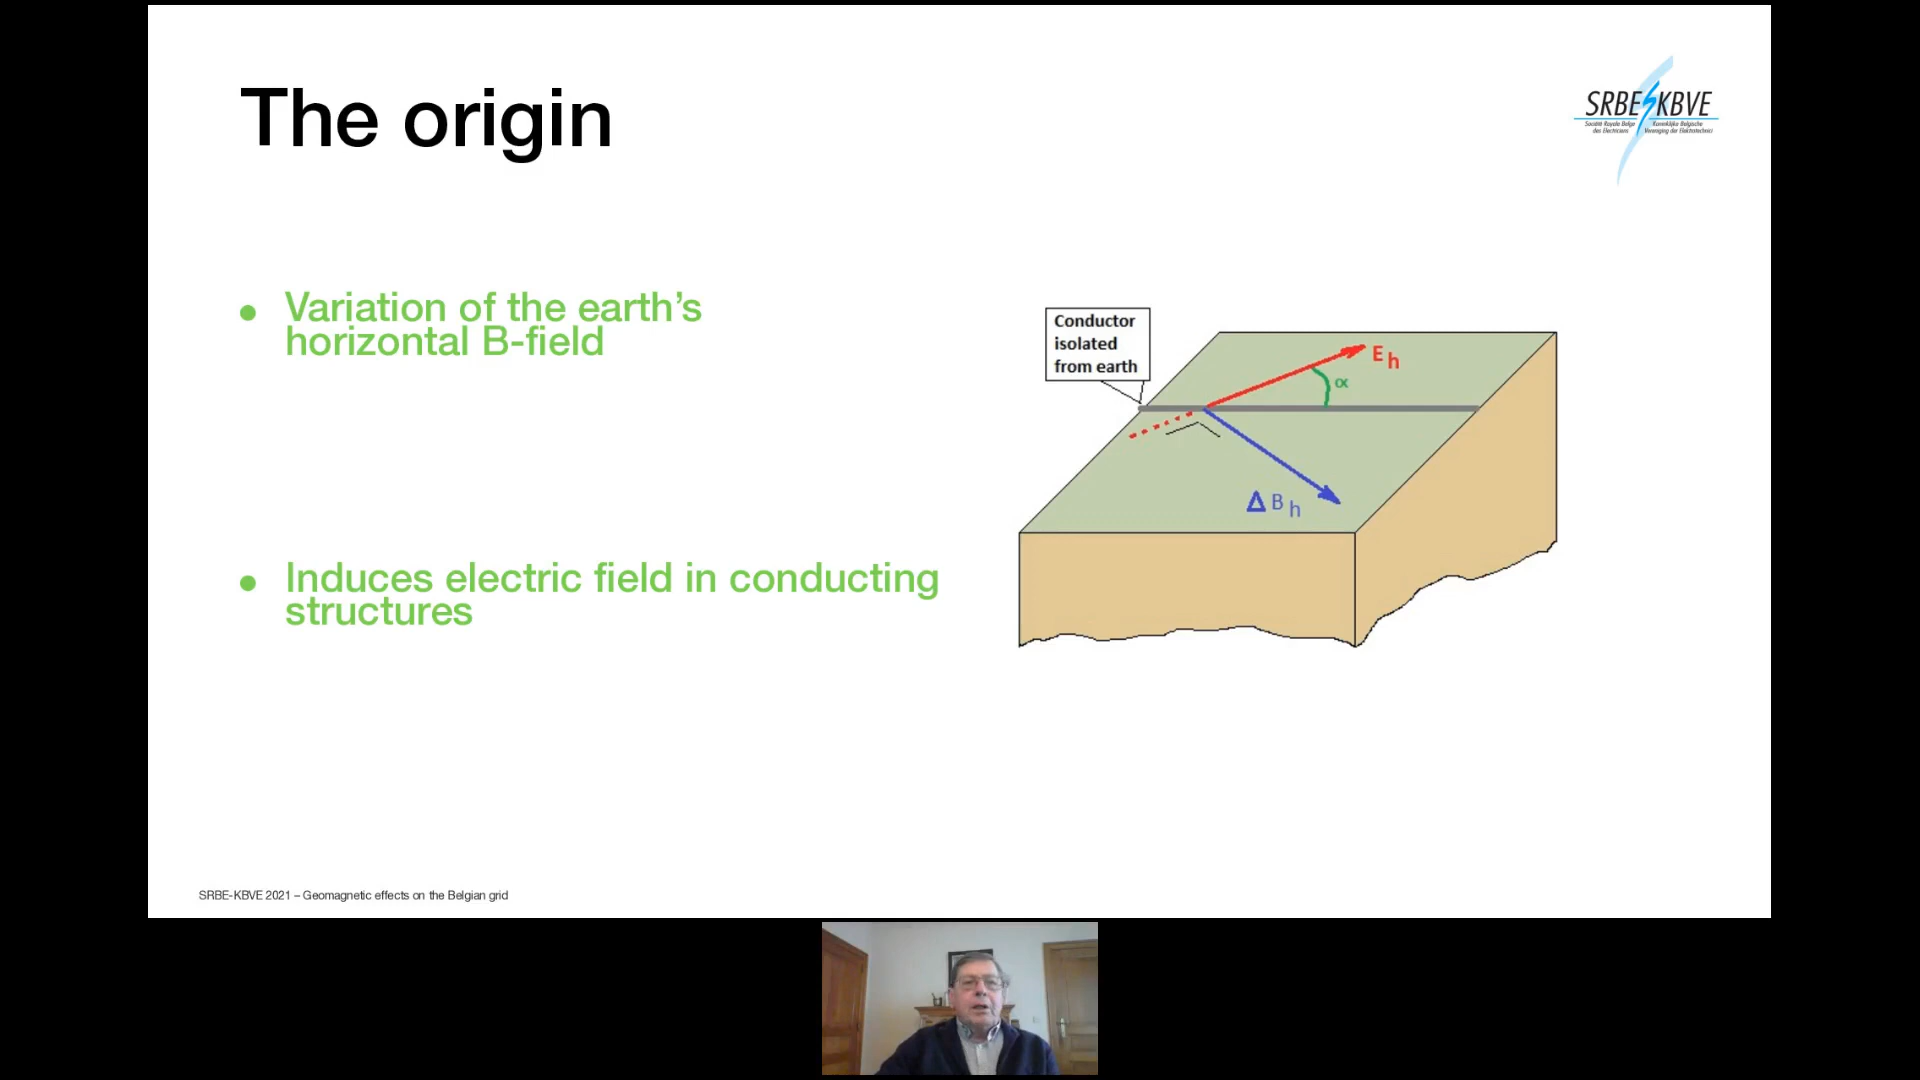 The origin
SRBE KBVE
Société Royale Belge
des Electriciens
Koninklijke Belgische
Vereniging der Elektrotechnici
Variation of the earth’s
horizontal B-field
Conductor
isolated
from earth
E h
α
Δ B h
Induces electric field in conducting
structures
SRBE-KBVE 2021 – Geomagnetic effects on the Belgian grid